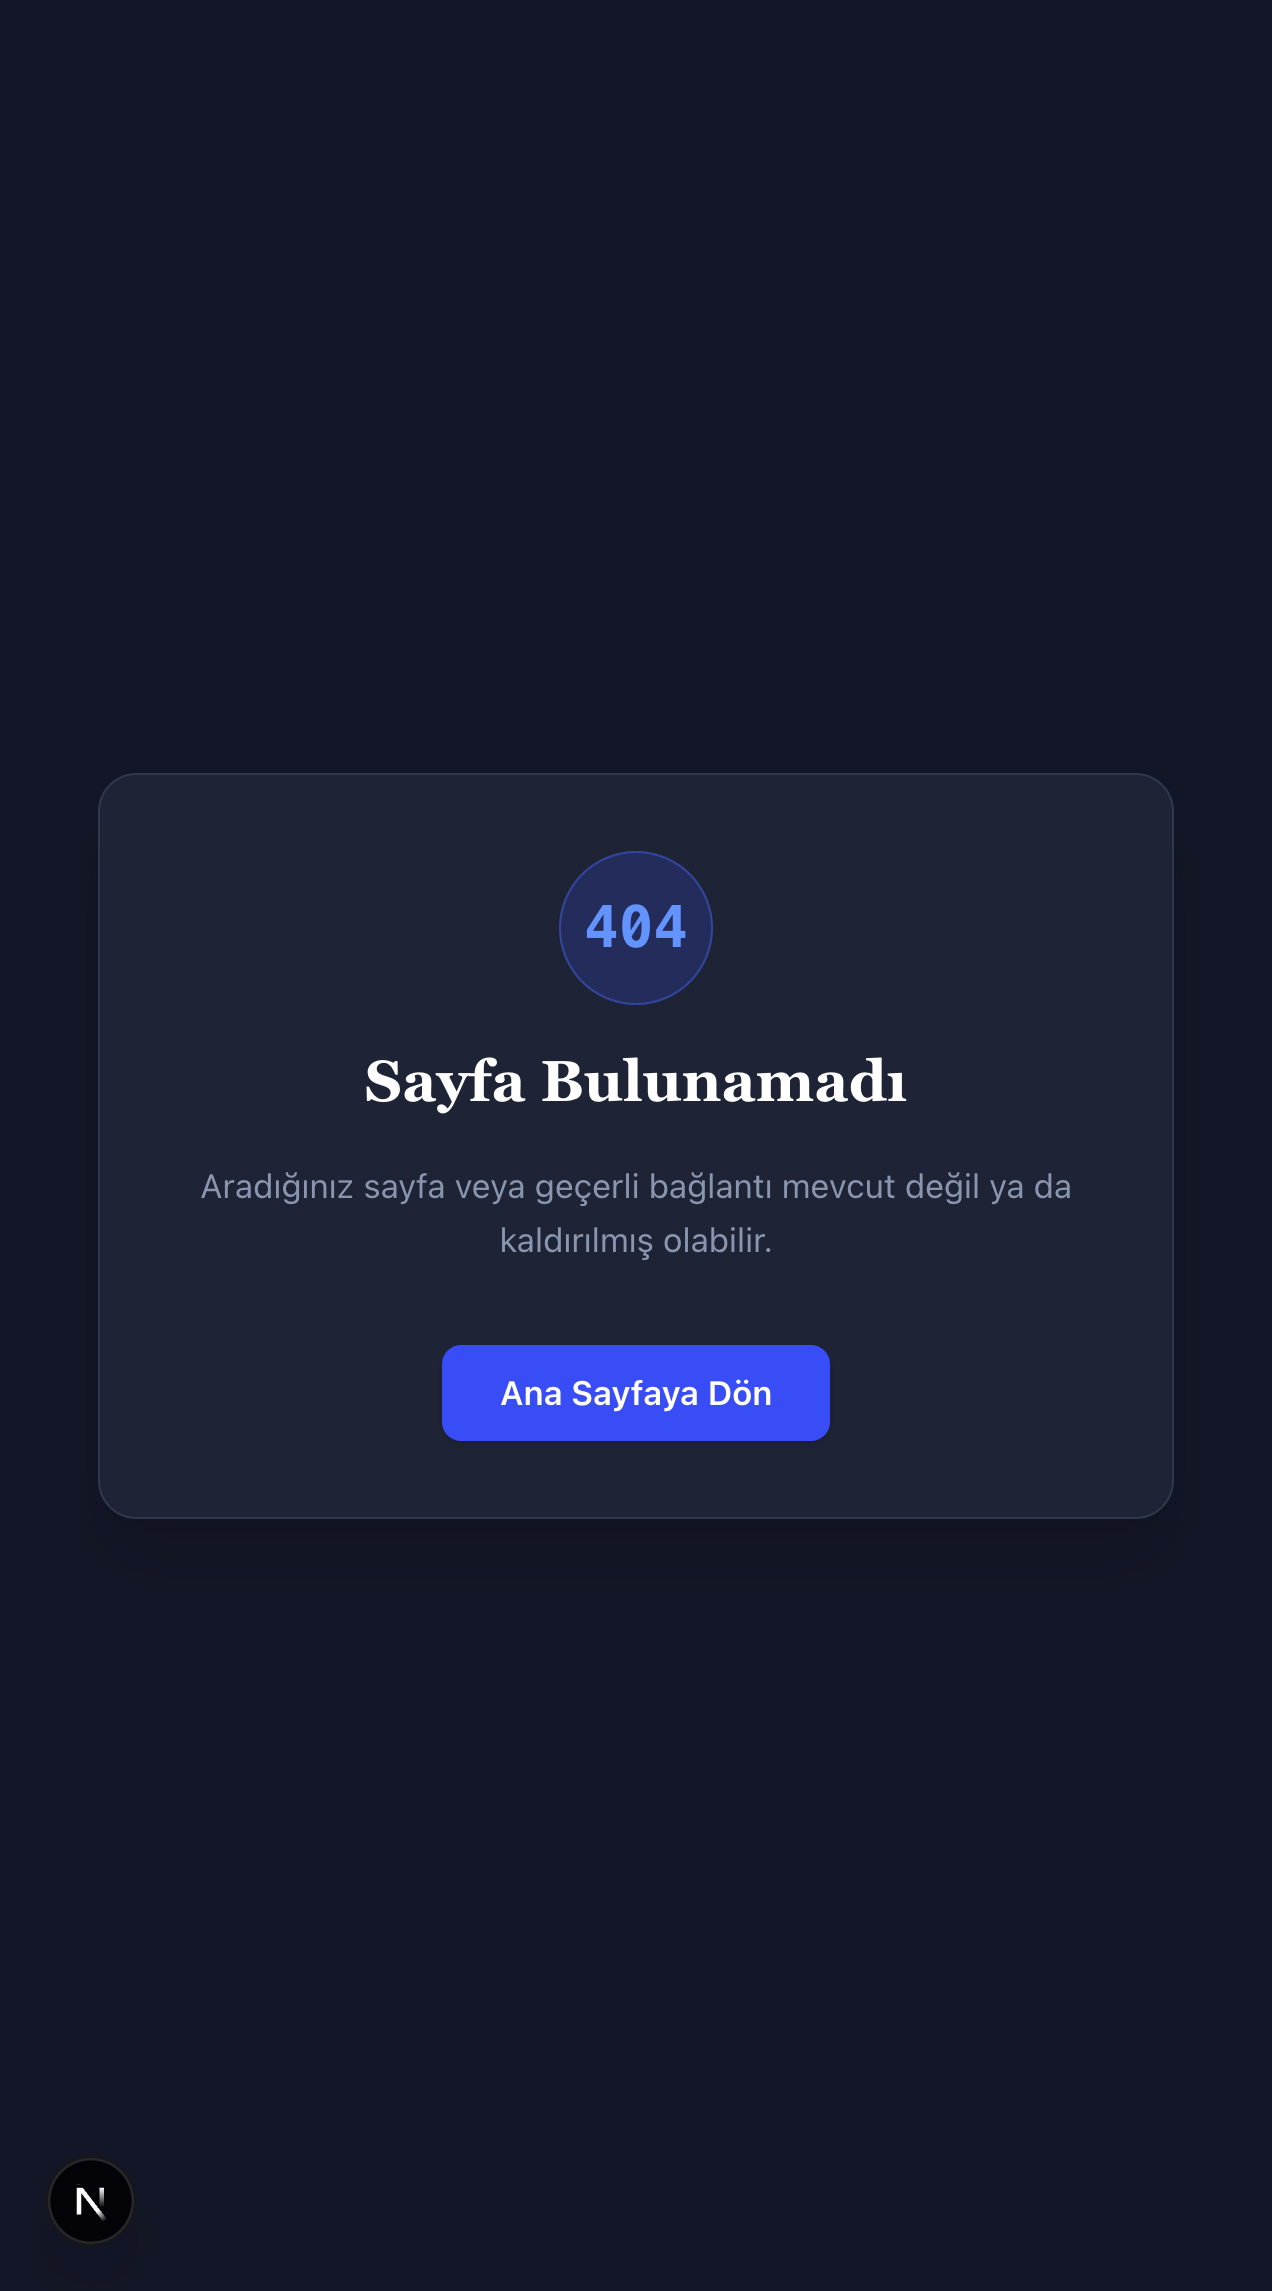 404
Sayfa Bulunamadı
Aradığınız sayfa veya geçerli bağlantı mevcut değil ya da
kaldırılmış olabilir.
Ana Sayfaya Dön
N